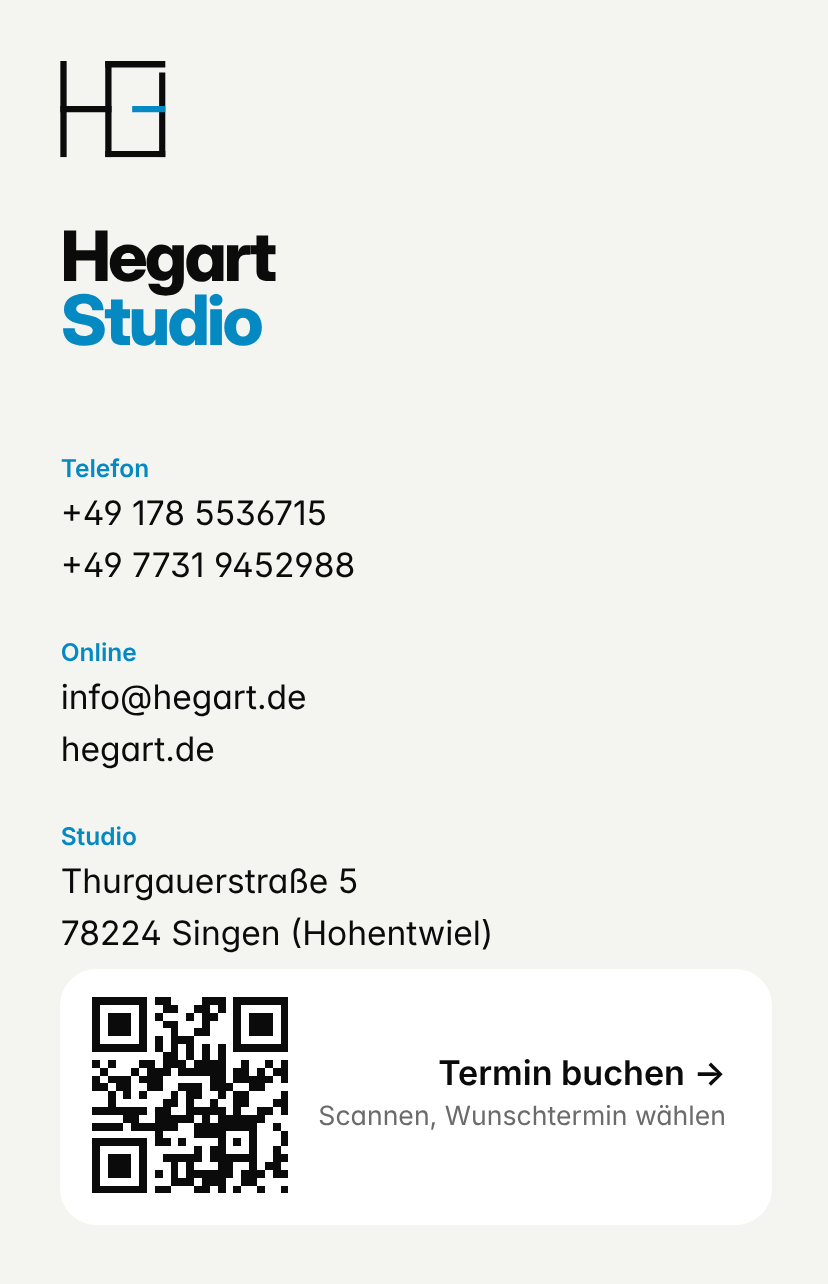 HG
Hegart
Studio
Telefon
+49 178 5536715
+49 7731 9452988
Online
info@hegart.de
hegart.de
Studio
Thurgauerstraße 5
78224 Singen (Hohentwiel)
Termin buchen →
Scannen, Wunschtermin wählen